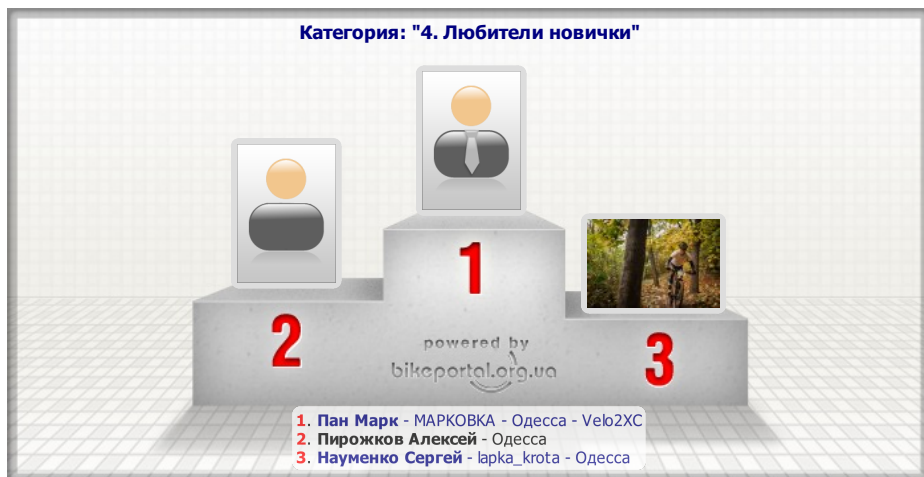 Категория: "4. Любители новички"
1
2
3
powered by
bikeportal.org.ua
1. Пан Марк - МАРКОВКА - Одесса - Velo2XC
2. Пирожков Алексей - Одесса
3. Науменко Сергей - lapka_krota - Одесса